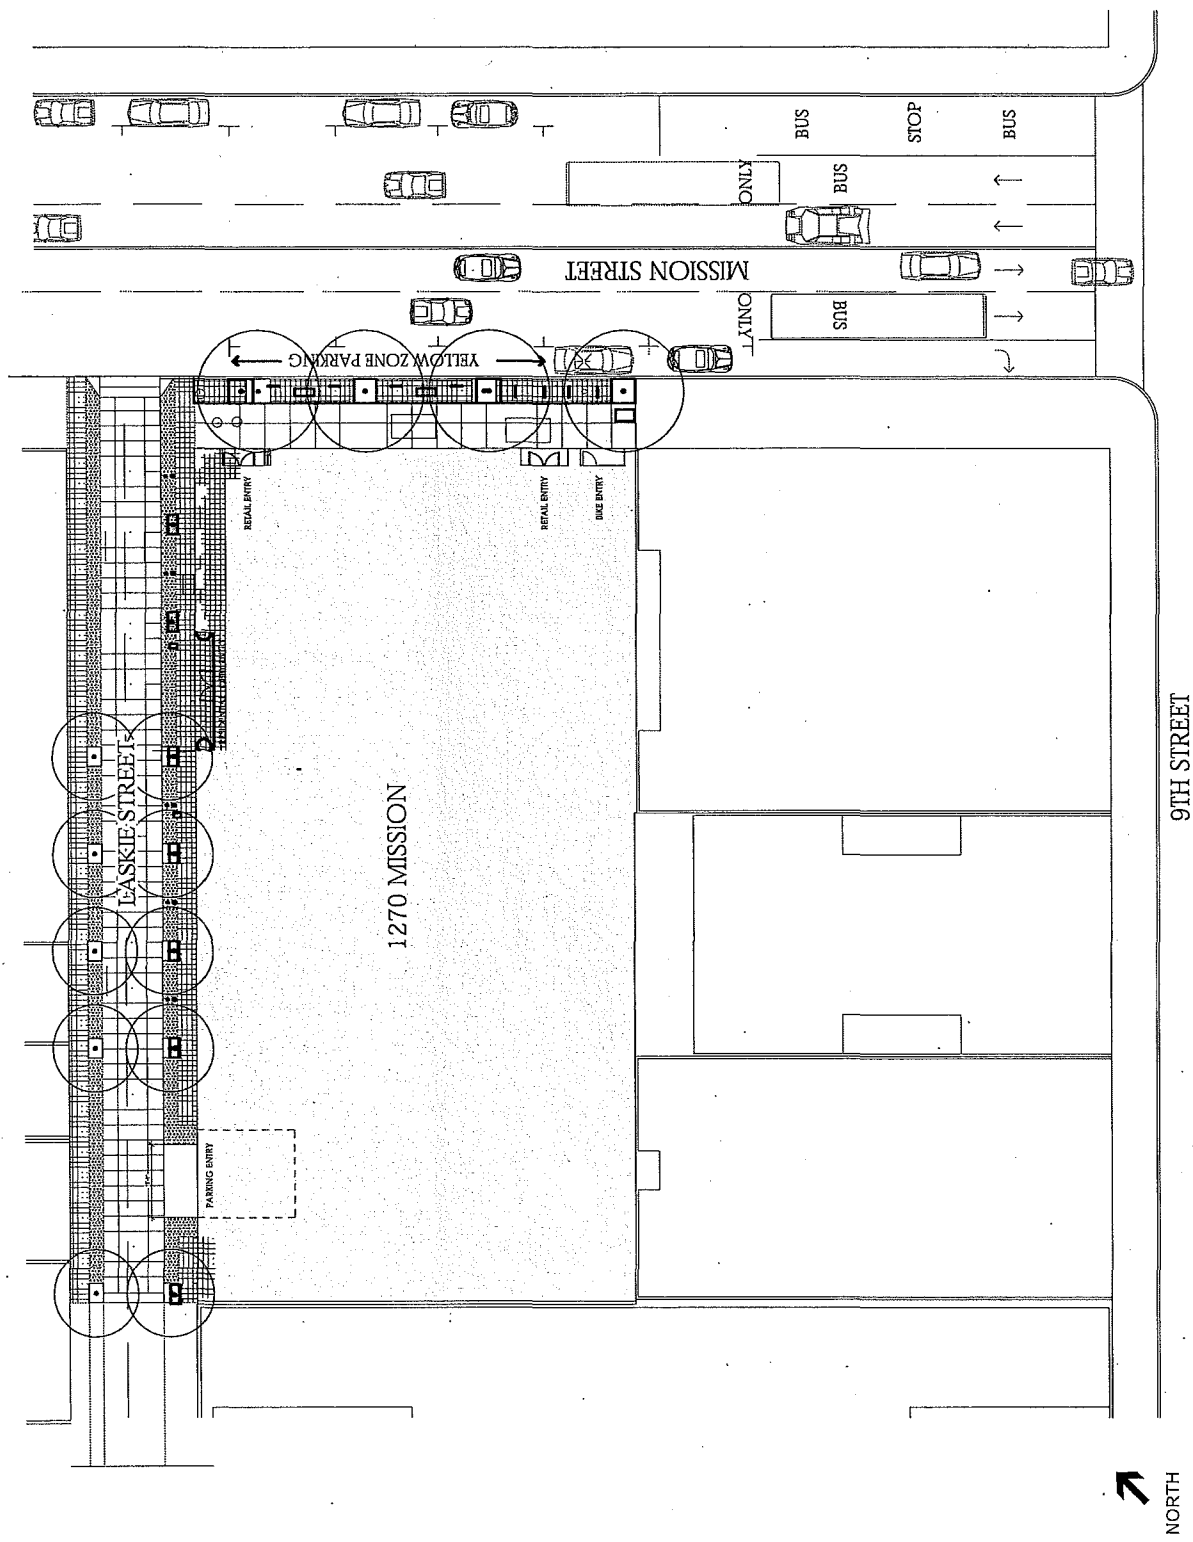 BUS
STOP
BUS
ONLY
BUS
MISSION STREET
ONLY
BUS
YELLOW ZONE PARKING
RETAIL ENTRY
RETAIL ENTRY
BIKE ENTRY
LASKIE STREET
1270 MISSION
9TH STREET
PARKING ENTRY
NORTH